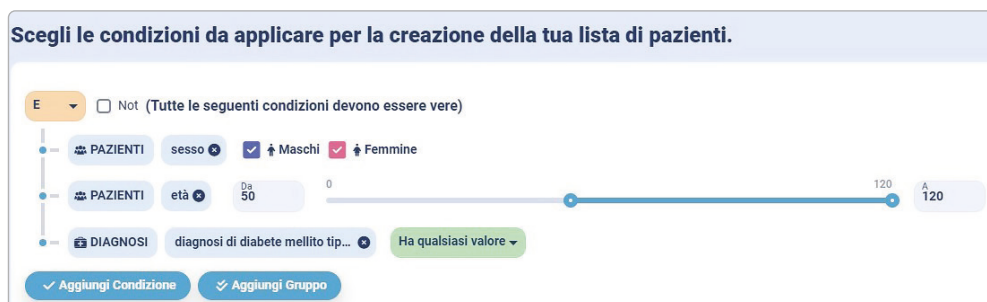 Scegli le condizioni da applicare per la creazione della tua lista di pazienti.
E Not (Tutte le seguenti condizioni devono essere vere)
PAZIENTI sesso Maschi Femmine
PAZIENTI età Da 50 0 120 A 120
DIAGNOSI diagnosi di diabete mellito tip... Ha qualsiasi valore
Aggiungi Condizione Aggiungi Gruppo